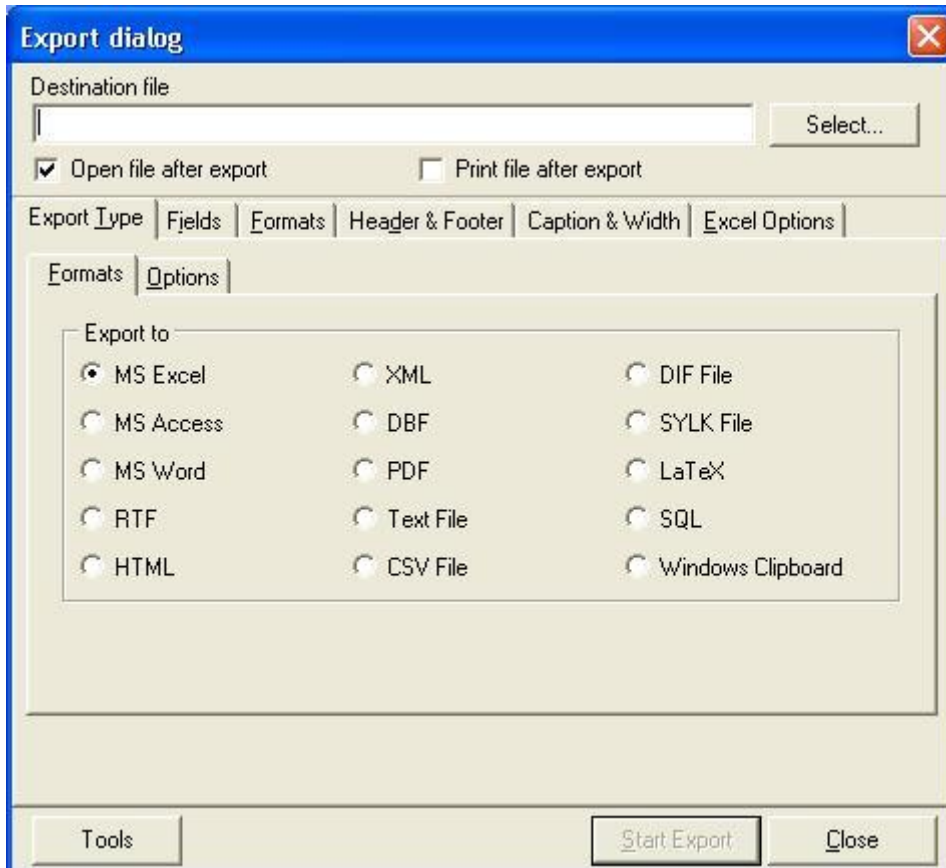 Export dialog
Destination file
Select...
Open file after export Print file after export
Export Type Fields Formats Header & Footer Caption & Width Excel Options
Formats Options
Export to
MS Excel XML DIF File
MS Access DBF SYLK File
MS Word PDF LaTeX
RTF Text File SQL
HTML CSV File Windows Clipboard
Tools Start Export Close